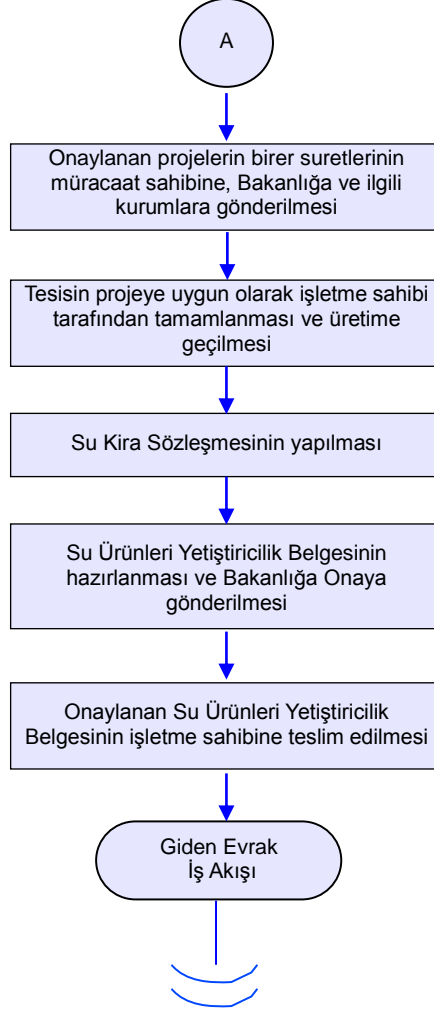 A
Onaylanan projelerin birer suretlerinin
müracaat sahibine, Bakanlığa ve ilgili
kurumlara gönderilmesi
Tesisin projeye uygun olarak işletme sahibi
tarafından tamamlanması ve üretime
geçilmesi
Su Kira Sözleşmesinin yapılması
Su Ürünleri Yetiştiricilik Belgesinin
hazırlanması ve Bakanlığa Onaya
gönderilmesi
Onaylanan Su Ürünleri Yetiştiricilik
Belgesinin işletme sahibine teslim edilmesi
Giden Evrak
İş Akışı